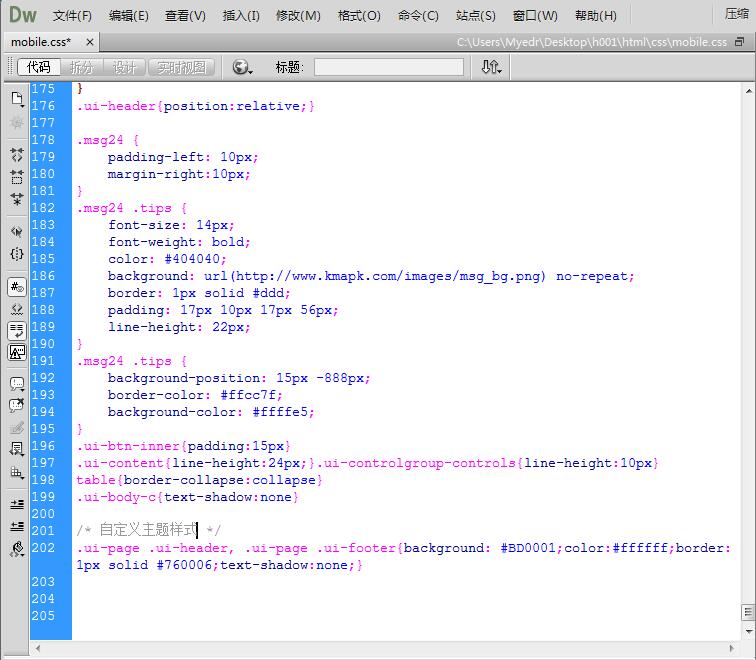 Dw 文件(F) 编辑(E) 查看(V) 插入(I) 修改(M) 格式(O) 命令(C) 站点(S) 窗口(W) 帮助(H) 压缩
mobile.css* × C:\Users\Myedr\Desktop\h001\html\css\mobile.css
代码 拆分 设计 实时视图 标题:
175 }
176 .ui-header{position:relative;}
177
178 .msg24 {
179 padding-left: 10px;
180 margin-right:10px;
181 }
182 .msg24 .tips {
183 font-size: 14px;
184 font-weight: bold;
185 color: #404040;
186 background: url(http://www.kmapk.com/images/msg_bg.png) no-repeat;
187 border: 1px solid #ddd;
188 padding: 17px 10px 17px 56px;
189 line-height: 22px;
190 }
191 .msg24 .tips {
192 background-position: 15px -888px;
193 border-color: #ffcc7f;
194 background-color: #ffffe5;
195 }
196 .ui-btn-inner{padding:15px}
197 .ui-content{line-height:24px;}.ui-controlgroup-controls{line-height:10px}
198 table{border-collapse:collapse}
199 .ui-body-c{text-shadow:none}
200
201 /* 自定义主题样式 */
202 .ui-page .ui-header, .ui-page .ui-footer{background: #BD0001;color:#ffffff;border:
1px solid #760006;text-shadow:none;}
203
204
205